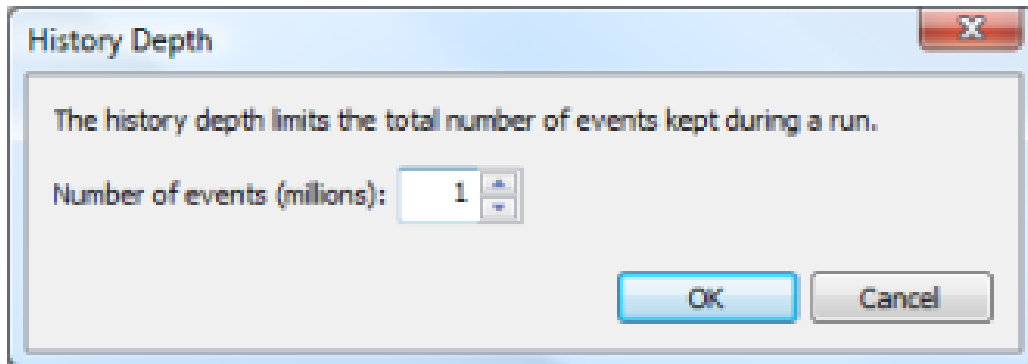 History Depth
The history depth limits the total number of events kept during a run.
Number of events (milions): 1
OK Cancel